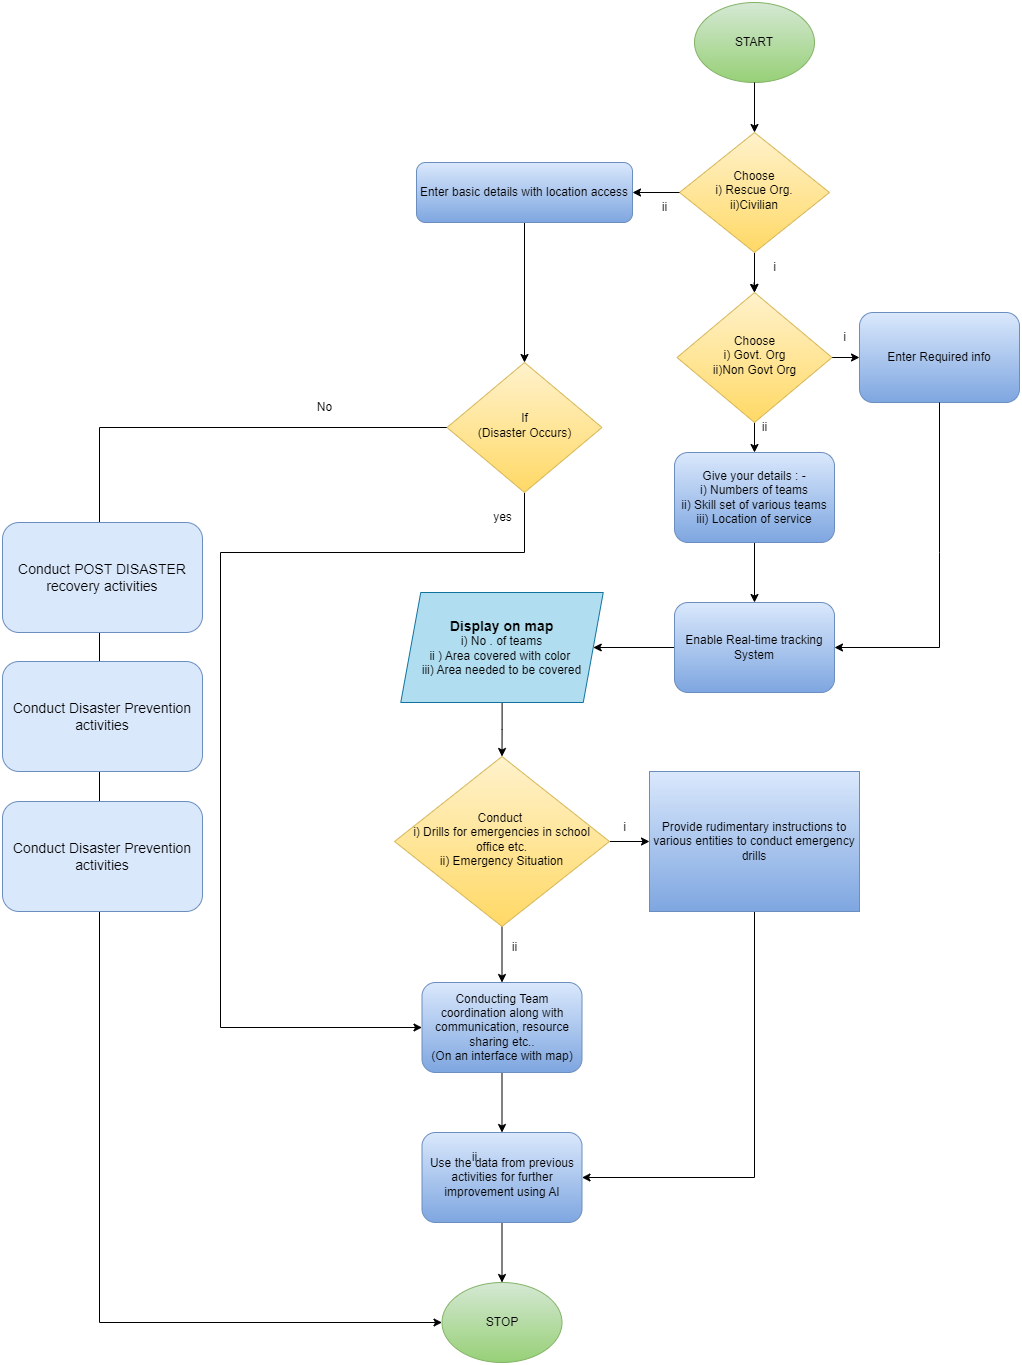 START
Choose
i) Rescue Org.
ii)Civilian
Enter basic details with location access
ii
i
Choose
i) Govt. Org
ii)Non Govt Org
i
Enter Required info
ii
If
(Disaster Occurs)
No
yes
Give your details : -
i) Numbers of teams
ii) Skill set of various teams
iii) Location of service
Conduct POST DISASTER
recovery activities
Display on map
i) No . of teams
ii ) Area covered with color
iii) Area needed to be covered
Enable Real-time tracking
System
Conduct Disaster Prevention
activities
Conduct
i) Drills for emergencies in school
office etc.
ii) Emergency Situation
i
Provide rudimentary instructions to
various entities to conduct emergency
drills
Conduct Disaster Prevention
activities
ii
Conducting Team
coordination along with
communication, resource
sharing etc..
(On an interface with map)
ii
Use the data from previous
activities for further
improvement using AI
STOP